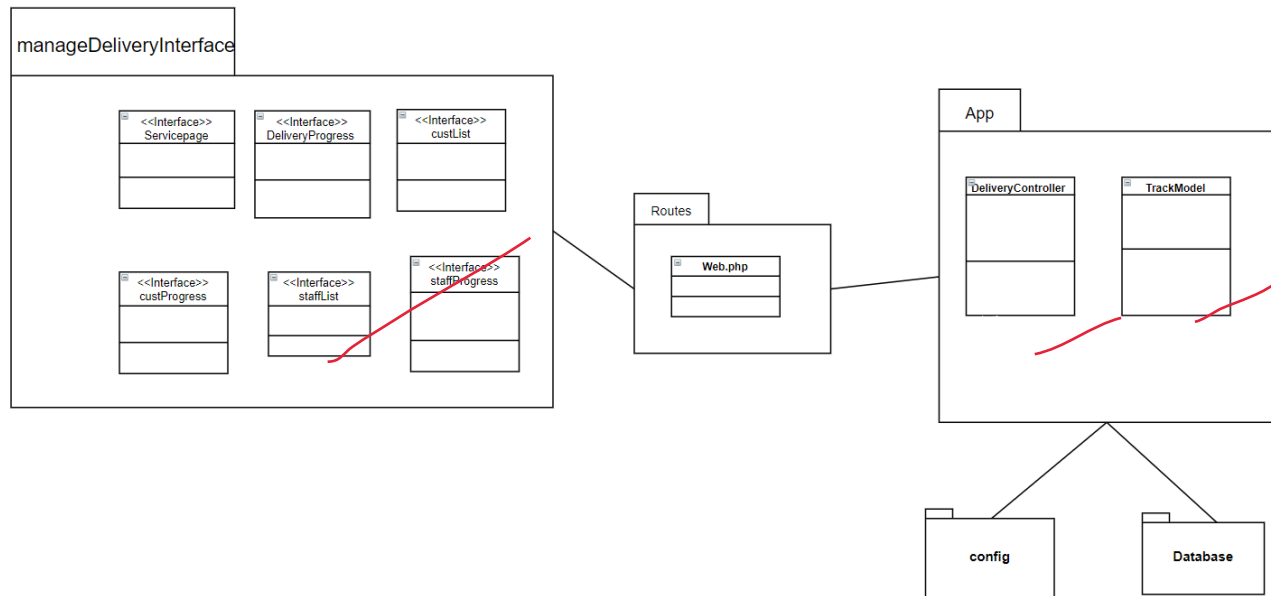 manageDeliveryInterface
<<Interface>>
Servicepage
<<Interface>>
DeliveryProgress
<<Interface>>
custList
<<Interface>>
custProgress
<<Interface>>
staffList
<<Interface>>
staffProgress
Routes
Web.php
App
DeliveryController
TrackModel
config
Database